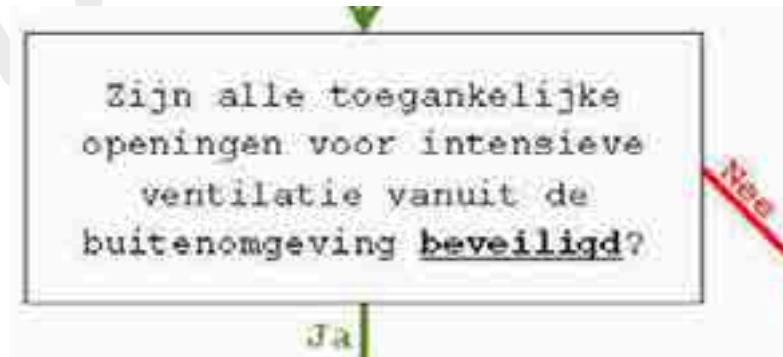 Zijn alle toegankelijke
openingen voor intensieve
ventilatie vanuit de
buitenomgeving beveiligd?
Nee
Ja